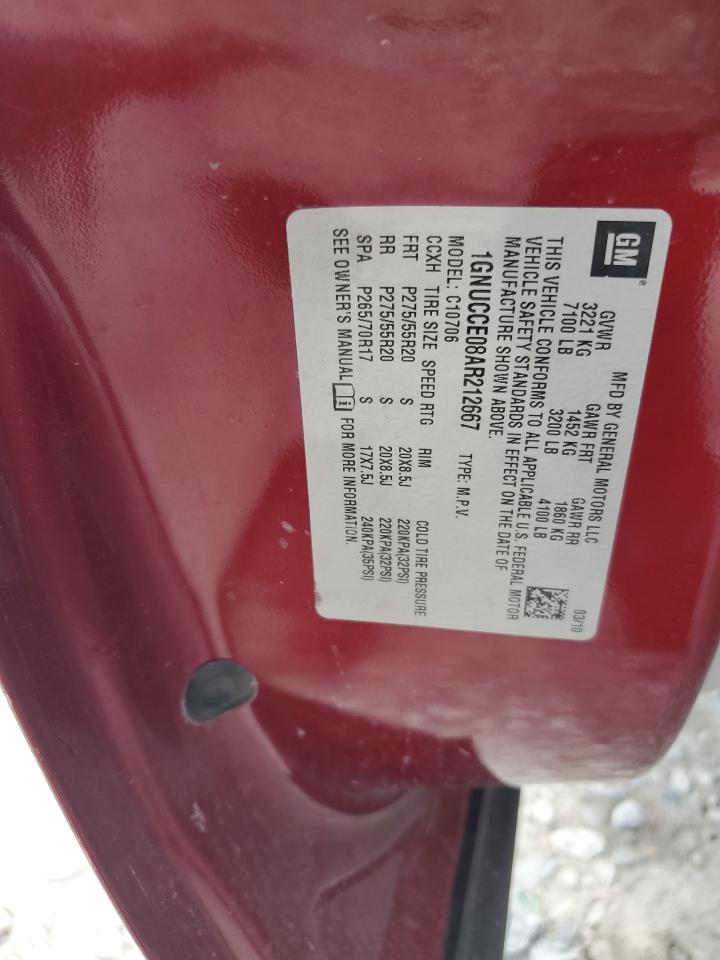 GM
MFD BY GENERAL MOTORS LLC 03/10
GVWR GAWR FRT GAWR RR
3221 KG 1452 KG 1860 KG
7100 LB 3200 LB 4100 LB
THIS VEHICLE CONFORMS TO ALL APPLICABLE U.S. FEDERAL MOTOR
VEHICLE SAFETY STANDARDS IN EFFECT ON THE DATE OF
MANUFACTURE SHOWN ABOVE.
1GNUCCE08AR212667 TYPE: M.P.V.
MODEL: C10706
CCXH TIRE SIZE SPEED RTG RIM COLD TIRE PRESSURE
FRT P275/55R20 S 20X8.5J 220KPA(32PSI)
RR P275/55R20 S 20X8.5J 220KPA(32PSI)
SPA P265/70R17 S 17X7.5J 240KPA(35PSI)
SEE OWNER'S MANUAL FOR MORE INFORMATION.